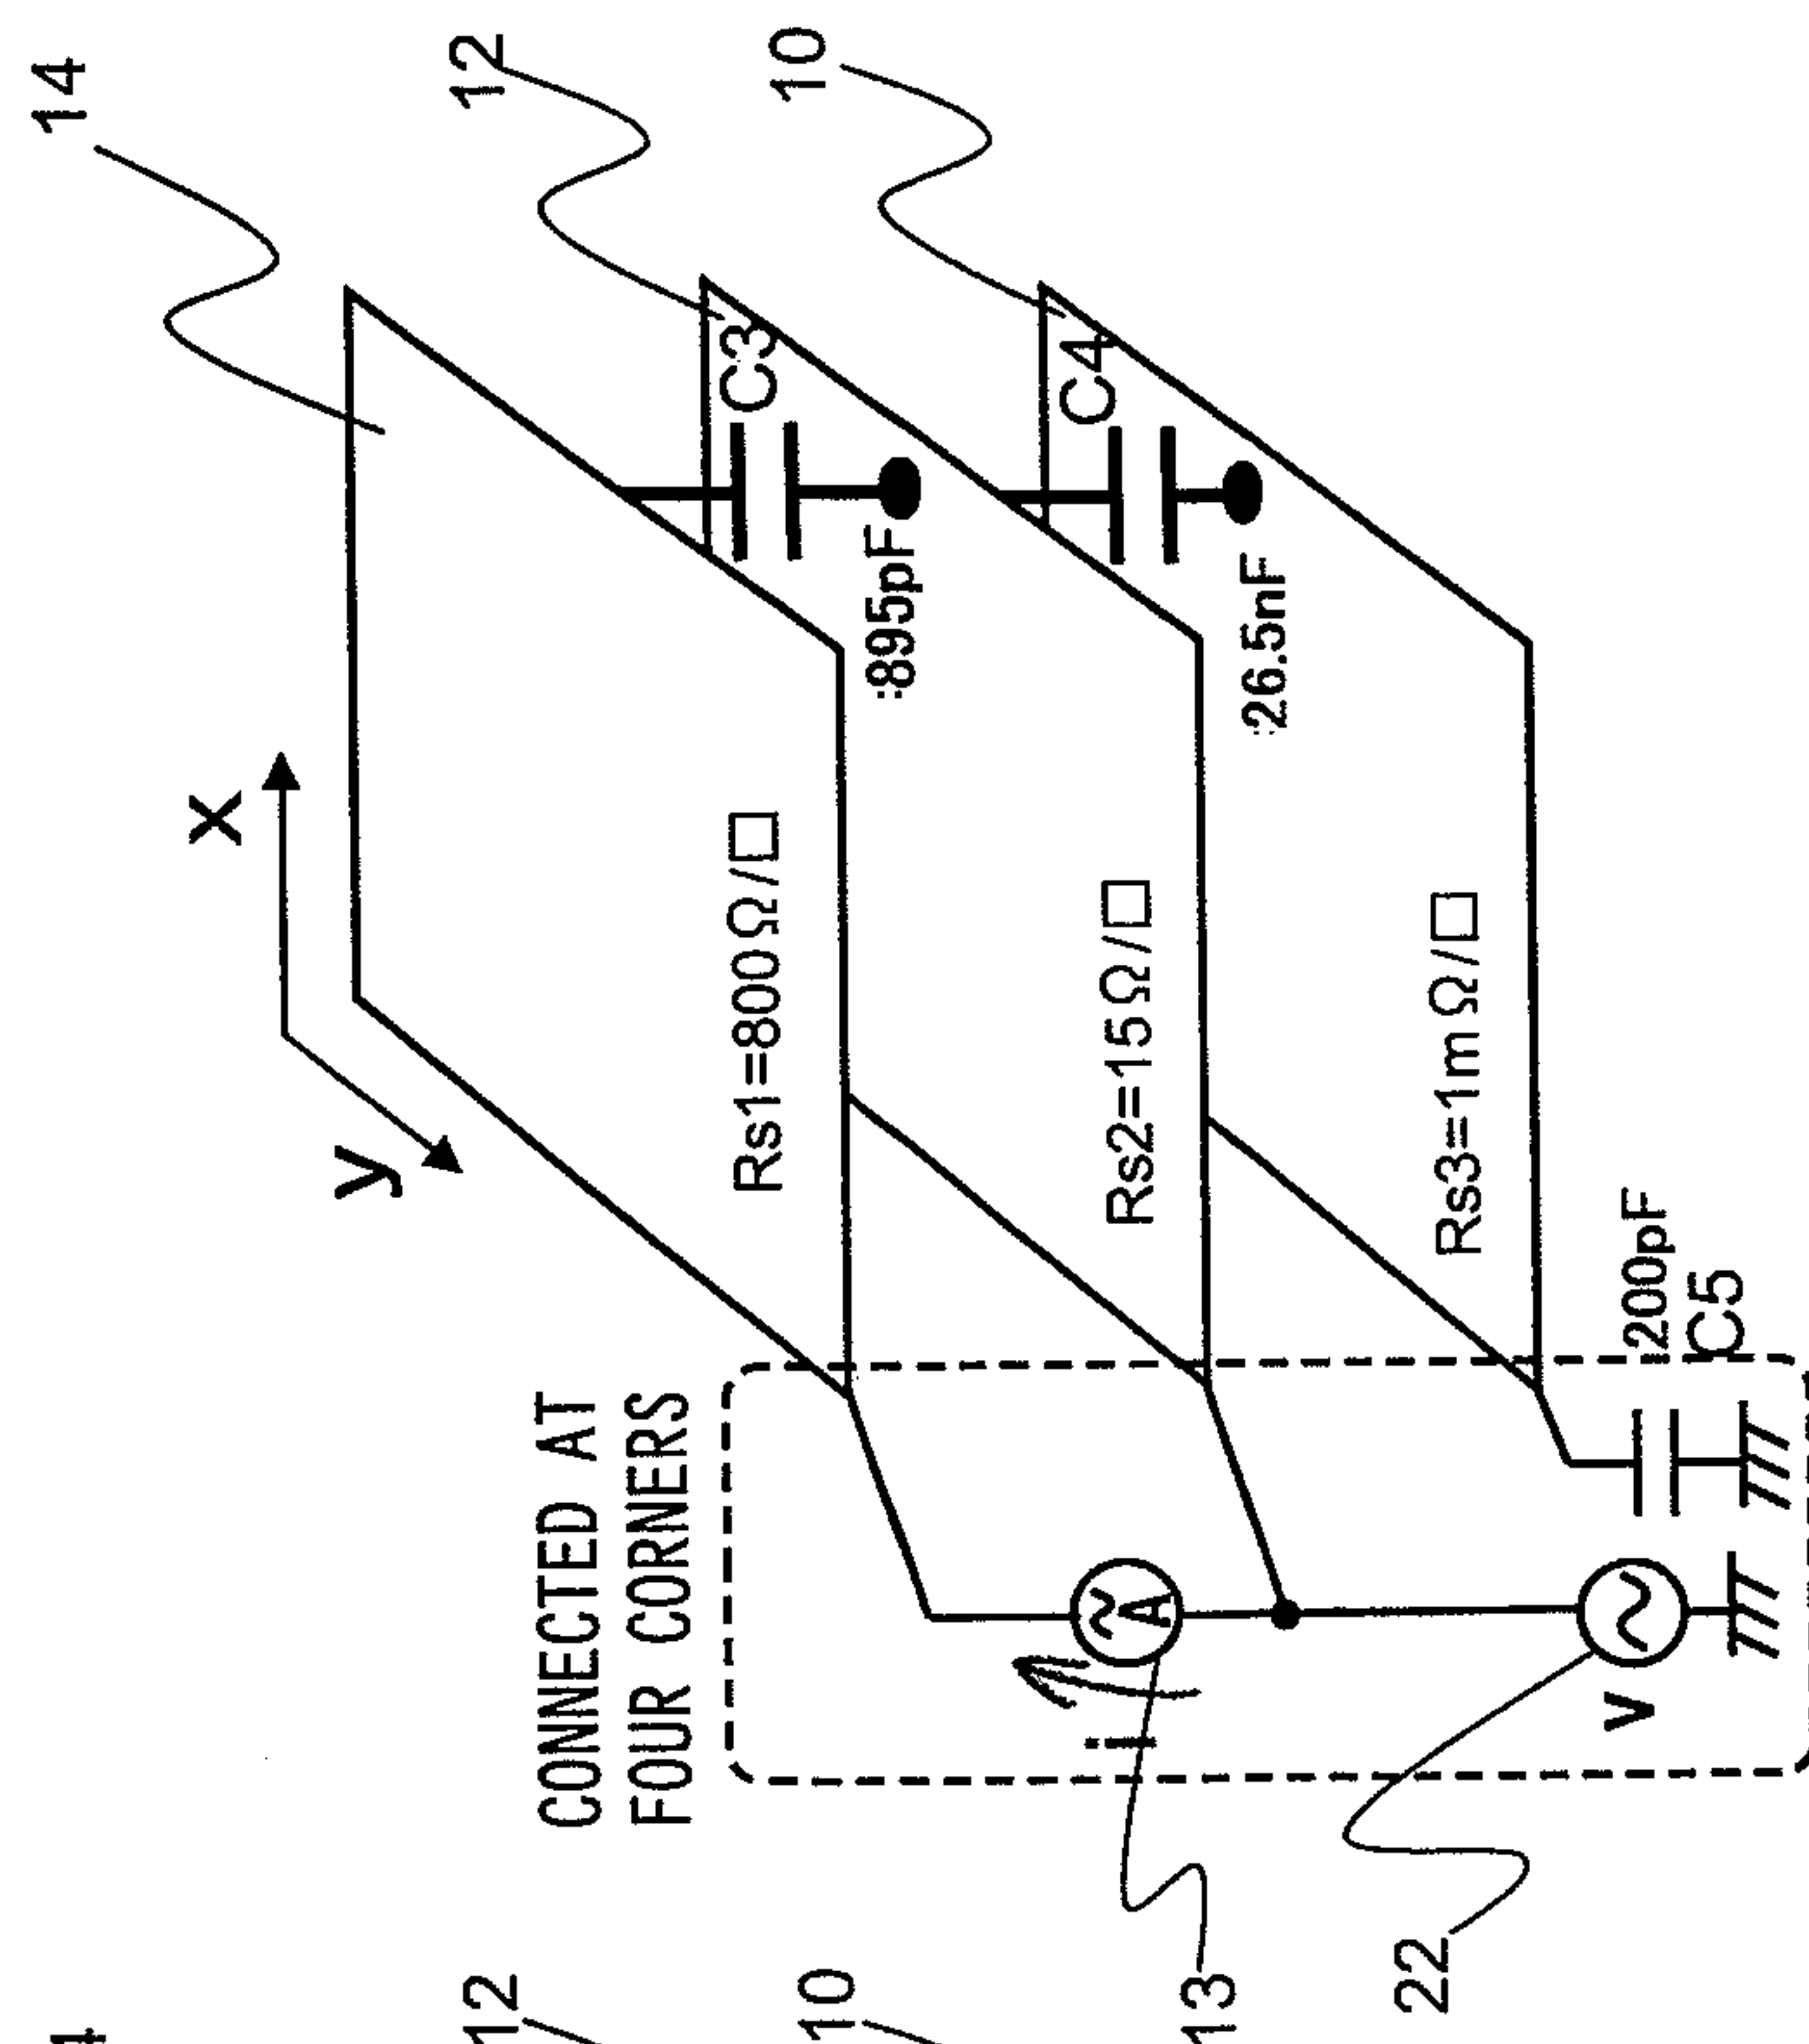 14
12
10
x
y
C3
:895pF
C4
:26.5nF
Rs1=800Ω/□
Rs2=15Ω/□
Rs3=1mΩ/□
200pF
C5
CONNECTED AT
FOUR CORNERS
A
i
v
13
22
12
10